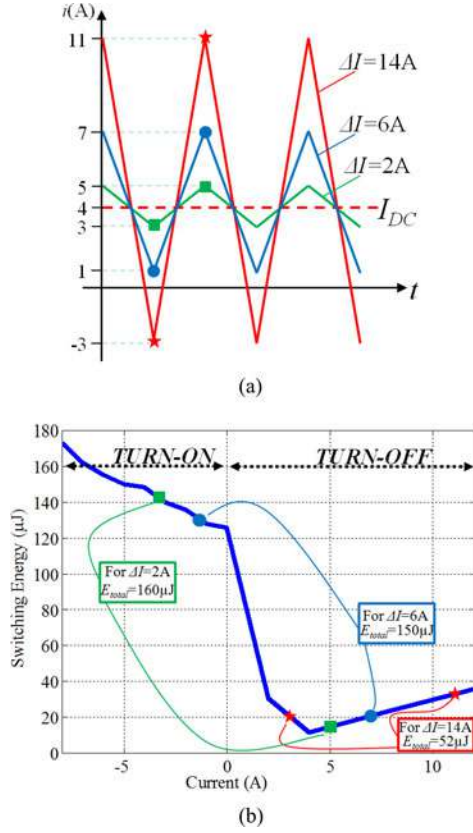 i(A)
11
ΔI=14A
7
ΔI=6A
ΔI=2A
5
4
I_DC
3
1
t
-3
(a)
180
TURN-ON
TURN-OFF
160
140
120
For ΔI=2A
E_total=160µJ
For ΔI=6A
E_total=150µJ
100
80
60
40
20
For ΔI=14A
E_total=52µJ
0
-5
0
5
10
Switching Energy (µJ)
Current (A)
(b)